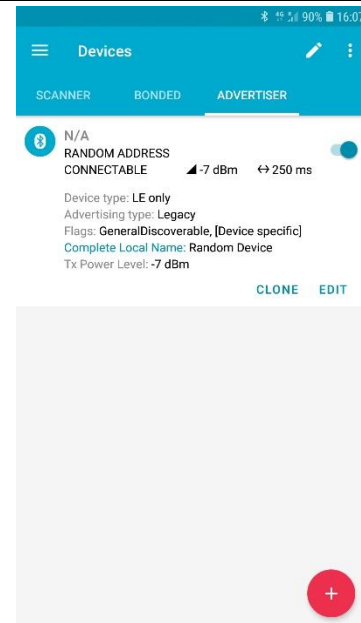 4G 90% 16:07
Devices
SCANNER BONDED ADVERTISER
N/A
RANDOM ADDRESS
CONNECTABLE -7 dBm 250 ms
Device type: LE only
Advertising type: Legacy
Flags: GeneralDiscoverable, [Device specific]
Complete Local Name: Random Device
Tx Power Level: -7 dBm
CLONE EDIT
+